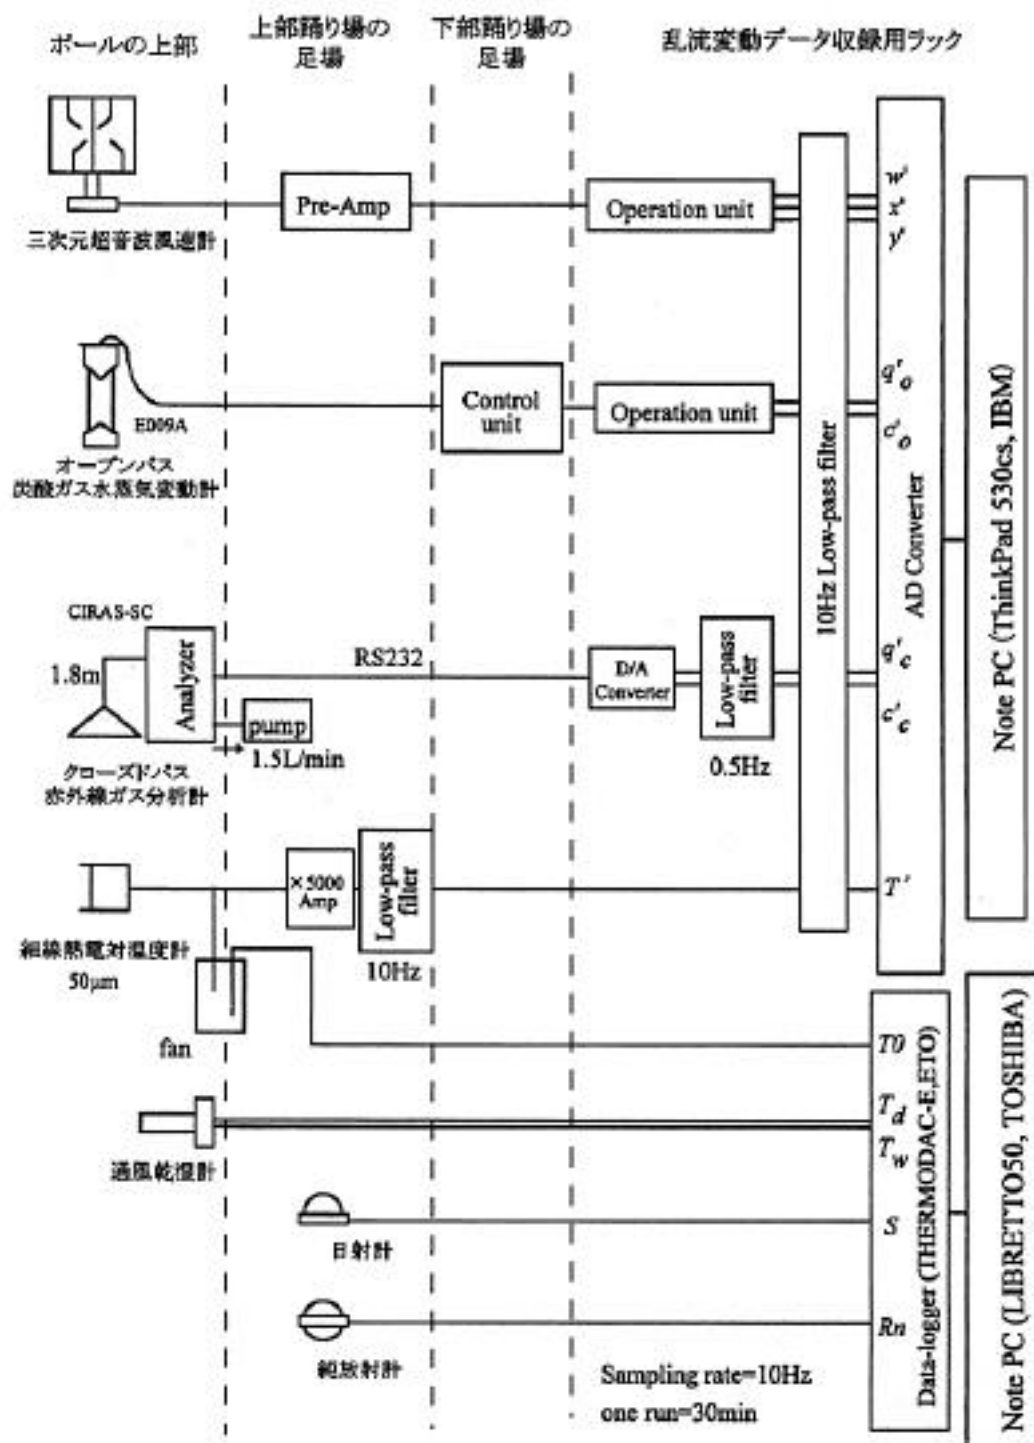 ポールの上部
上部踊り場の
足場
下部踊り場の
足場
乱流変動データ収録用ラック
三次元超音波風速計
Pre-Amp
Operation unit
w'
x'
y'
E009A
オープンパス
炭酸ガス水蒸気変動計
Control
unit
Operation unit
q'o
c'o
10Hz Low-pass filter
AD Converter
Note PC (ThinkPad 530cs, IBM)
CIRAS-SC
1.8m
Analyzer
pump
1.5L/min
クローズドパス
赤外線ガス分析計
RS232
D/A
Converter
Low-pass
filter
0.5Hz
q'c
c'c
細線熱電対温度計
50μm
×5000
Amp
Low-pass
filter
10Hz
T'
fan
T0
通風乾湿計
Td
Tw
日射計
S
純放射計
Rn
Data-logger (THERMODAC-E,ETO)
Note PC (LIBRETTO50, TOSHIBA)
Sampling rate=10Hz
one run=30min